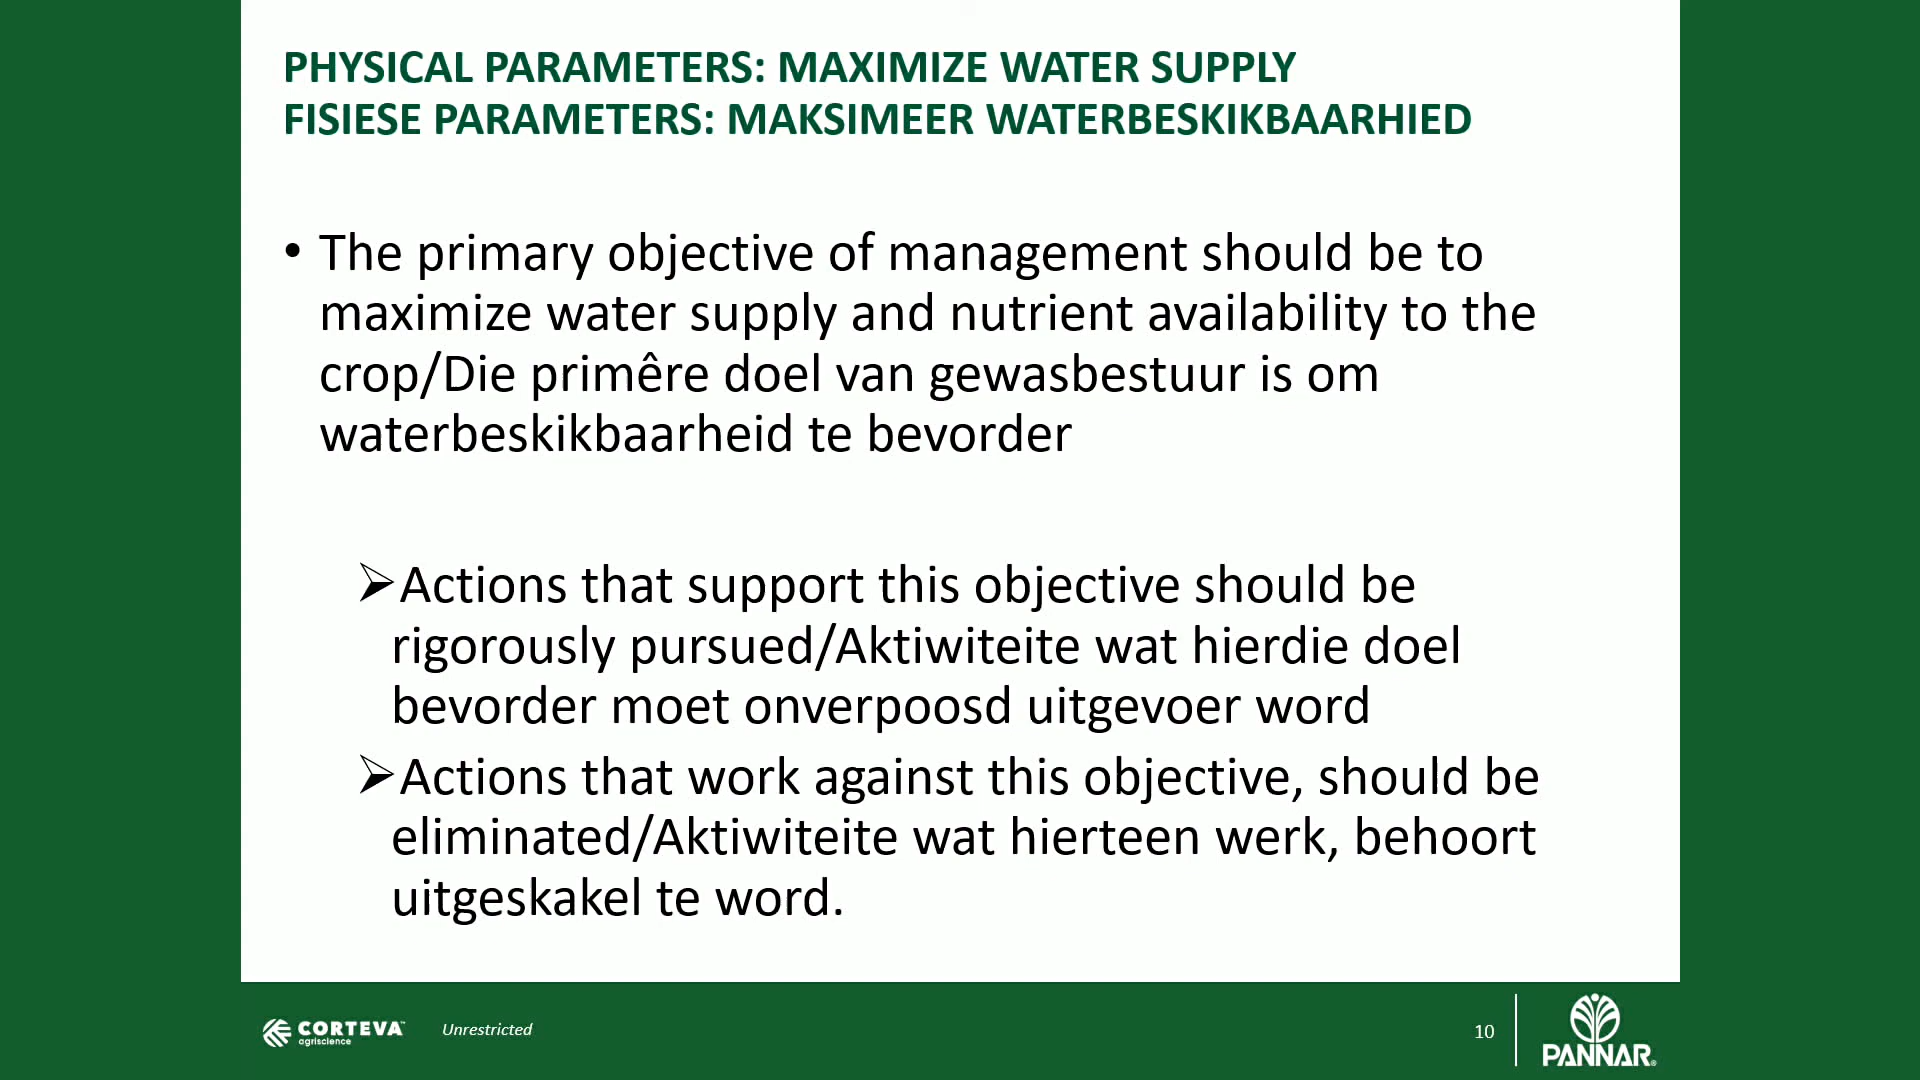 PHYSICAL PARAMETERS: MAXIMIZE WATER SUPPLY
FISIESE PARAMETERS: MAKSIMEER WATERBESKIKBAARHIED
• The primary objective of management should be to
maximize water supply and nutrient availability to the
crop/Die primêre doel van gewasbestuur is om
waterbeskikbaarheid te bevorder
➢Actions that support this objective should be
rigorously pursued/Aktiwiteite wat hierdie doel
bevorder moet onverpoosd uitgevoer word
➢Actions that work against this objective, should be
eliminated/Aktiwiteite wat hierteen werk, behoort
uitgeskakel te word.
CORTEVA™
agriscience
Unrestricted
10
PANNAR®